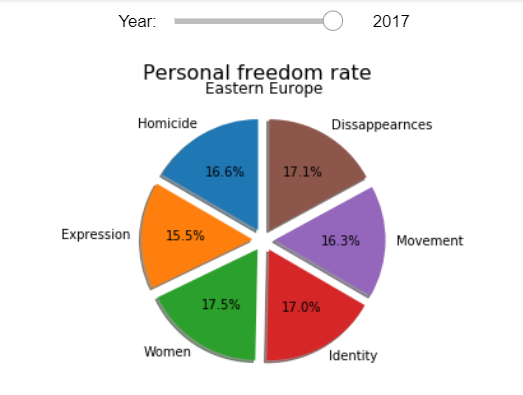 Year: 2017
Personal freedom rate
Eastern Europe
Homicide
Dissappearnces
16.6%
17.1%
Expression
15.5%
16.3%
Movement
17.5%
17.0%
Women
Identity